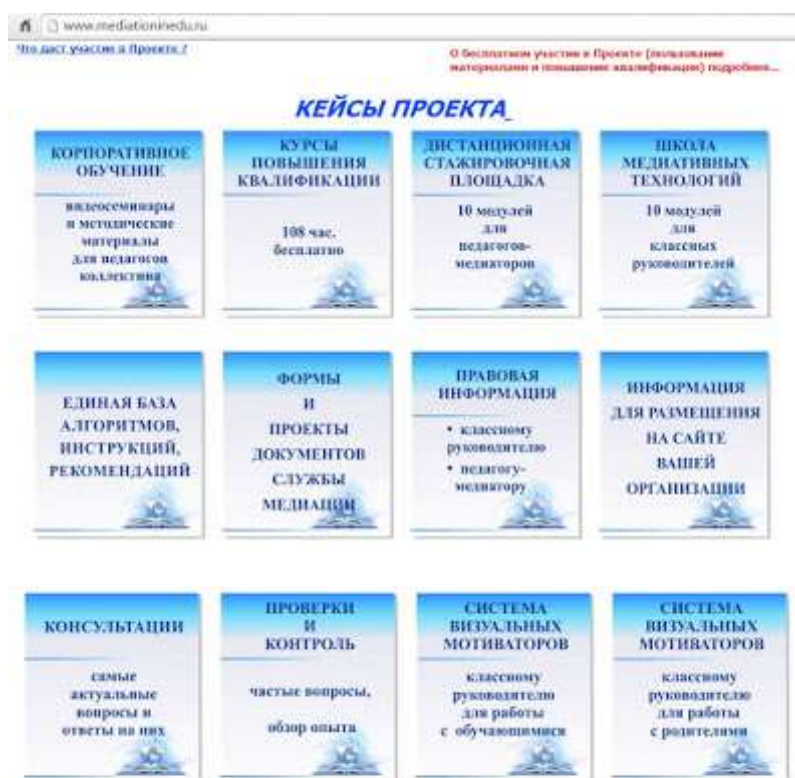 www.mediationinedu.ru
Что даст участие в Проекте ?
О бесплатном участии в Проекте (пользование
материалами и повышение квалификации) подробнее...
КЕЙСЫ ПРОЕКТА
КОРПОРАТИВНОЕ
ОБУЧЕНИЕ
видеосеминары
и методические
материалы
для педагогов
коллектива
КУРСЫ
ПОВЫШЕНИЯ
КВАЛИФИКАЦИИ
108 час.
бесплатно
ДИСТАНЦИОННАЯ
СТАЖИРОВОЧНАЯ
ПЛОЩАДКА
10 модулей
для
педагогов-
медиаторов
ШКОЛА
МЕДИАТИВНЫХ
ТЕХНОЛОГИЙ
10 модулей
для
классных
руководителей
ЕДИНАЯ БАЗА
АЛГОРИТМОВ,
ИНСТРУКЦИЙ,
РЕКОМЕНДАЦИЙ
ФОРМЫ
И
ПРОЕКТЫ
ДОКУМЕНТОВ
СЛУЖБЫ
МЕДИАЦИИ
ПРАВОВАЯ
ИНФОРМАЦИЯ
• классному
руководителю
• педагогу-
медиатору
ИНФОРМАЦИЯ
ДЛЯ РАЗМЕЩЕНИЯ
НА САЙТЕ
ВАШЕЙ
ОРГАНИЗАЦИИ
КОНСУЛЬТАЦИИ
самые
актуальные
вопросы и
ответы на них
ПРОВЕРКИ
И
КОНТРОЛЬ
частые вопросы,
обзор опыта
СИСТЕМА
ВИЗУАЛЬНЫХ
МОТИВАТОРОВ
классному
руководителю
для работы
с обучающимися
СИСТЕМА
ВИЗУАЛЬНЫХ
МОТИВАТОРОВ
классному
руководителю
для работы
с родителями